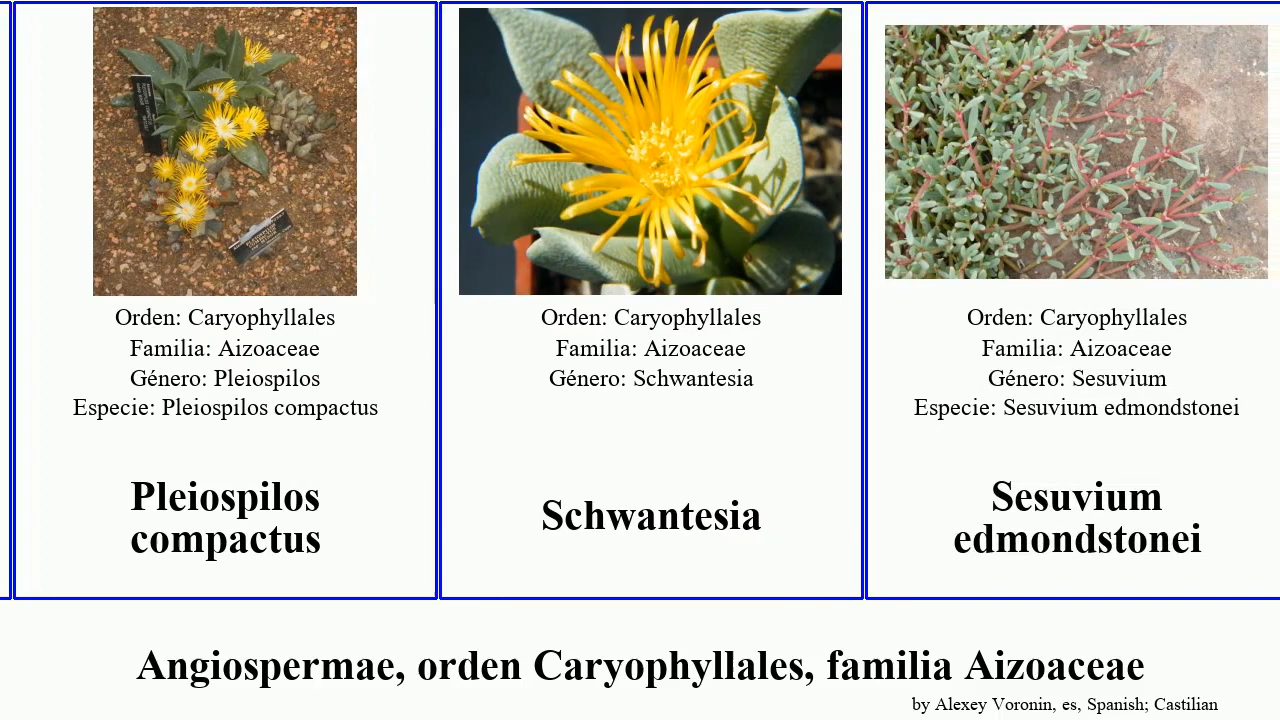 Orden: Caryophyllales
Familia: Aizoaceae
Género: Pleiospilos
Especie: Pleiospilos compactus
Pleiospilos
compactus
Orden: Caryophyllales
Familia: Aizoaceae
Género: Schwantesia
Schwantesia
Orden: Caryophyllales
Familia: Aizoaceae
Género: Sesuvium
Especie: Sesuvium edmondstonei
Sesuvium
edmondstonei
Angiospermae, orden Caryophyllales, familia Aizoaceae
by Alexey Voronin, es, Spanish; Castilian